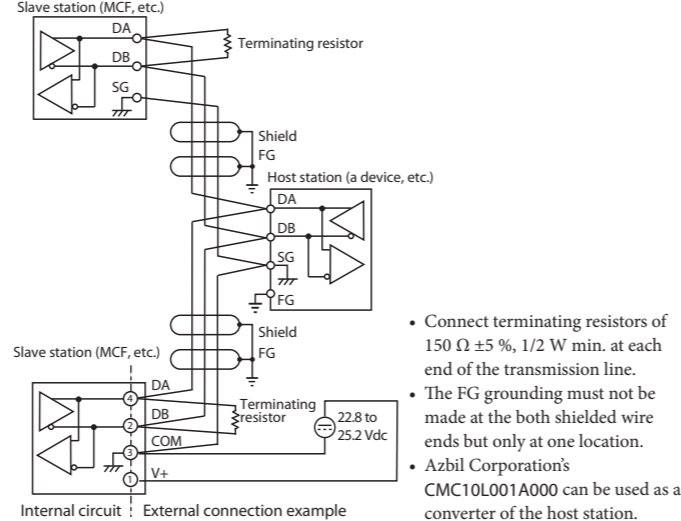 Slave station (MCF, etc.)
DA
DB
SG
Terminating resistor
Shield
FG
Host station (a device, etc.)
DA
DB
SG
FG
Shield
FG
Slave station (MCF, etc.)
DA
4
DB
2
COM
3
V+
1
Terminating
resistor
22.8 to
25.2 Vdc
Internal circuit
External connection example
• Connect terminating resistors of
150 Ω ±5 %, 1/2 W min. at each
end of the transmission line.
• The FG grounding must not be
made at the both shielded wire
ends but only at one location.
• Azbil Corporation's
CMC10L001A000 can be used as a
converter of the host station.